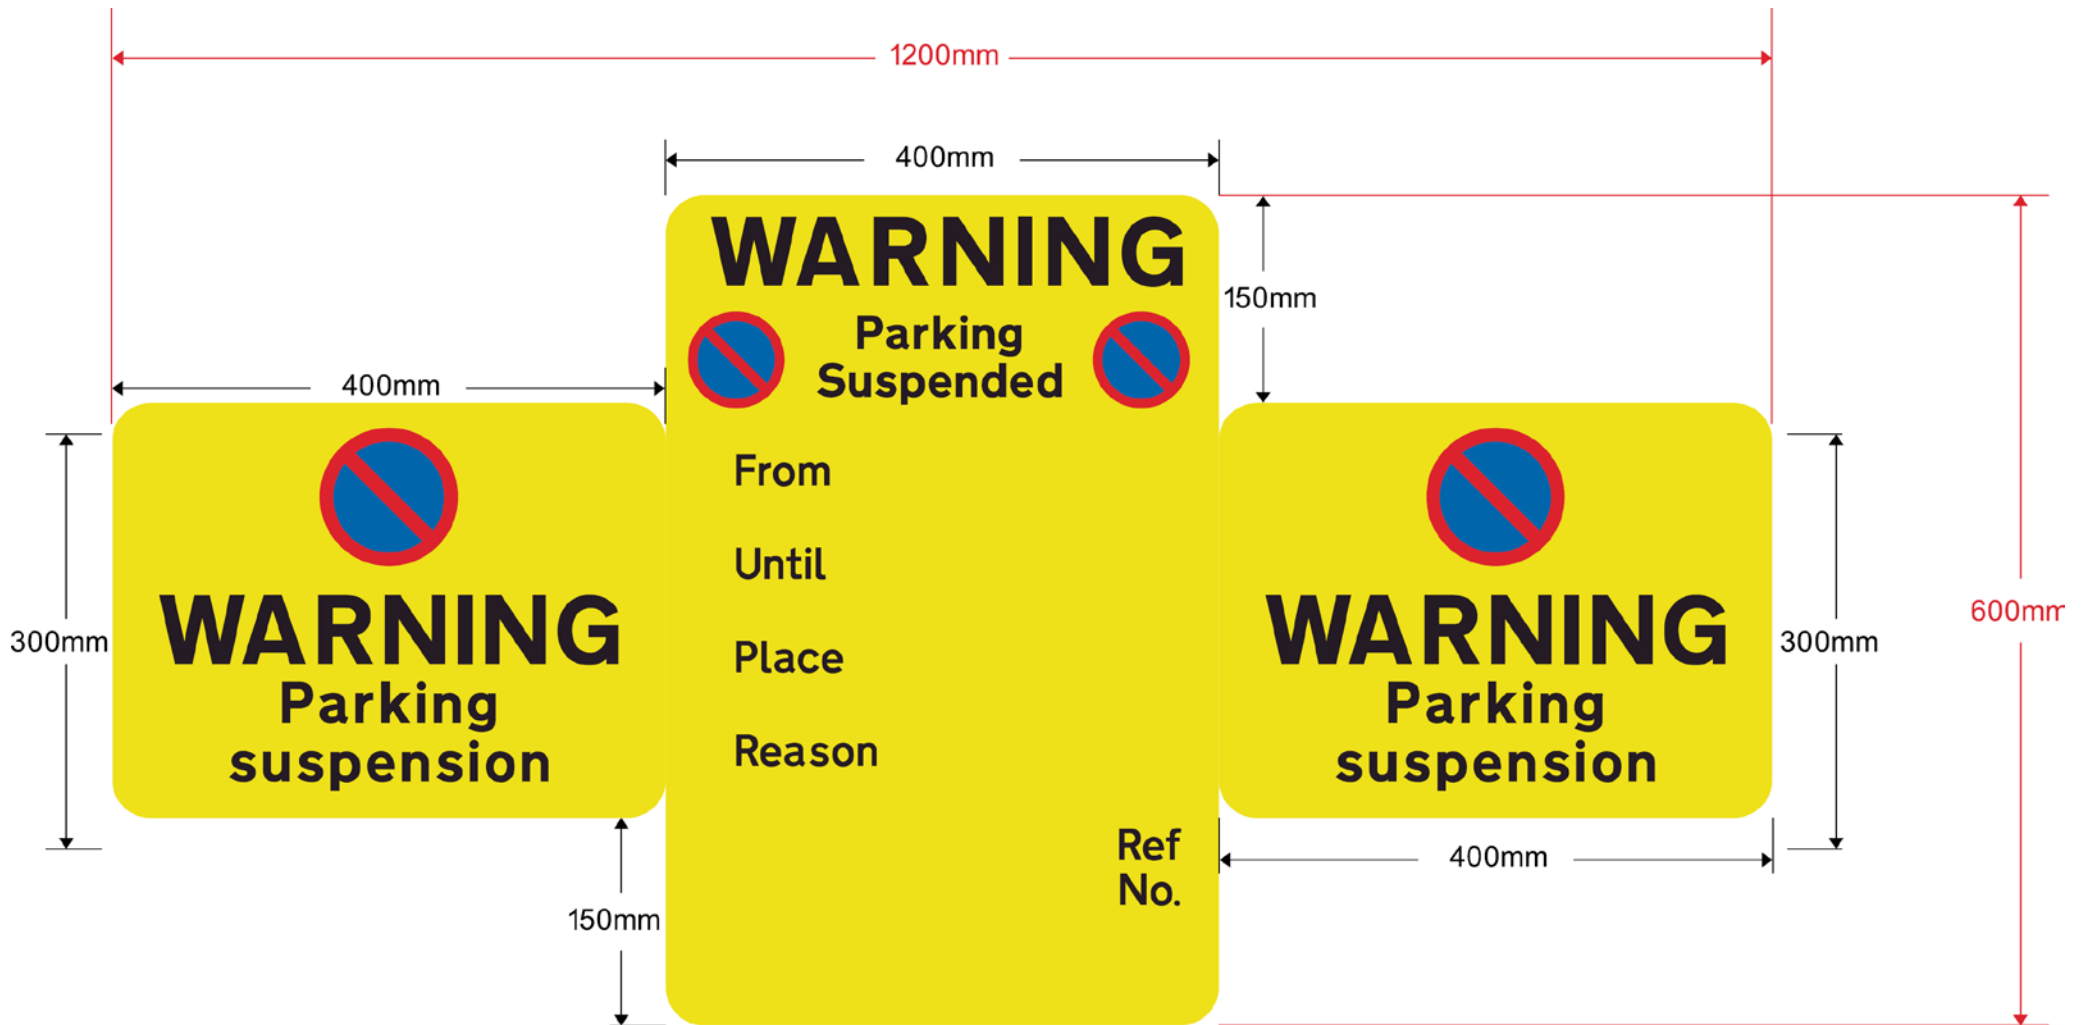 1200mm
400mm
WARNING
Parking
Suspended
150mm
400mm
From
Until
Place
Reason
Ref
No.
WARNING
Parking
suspension
300mm
150mm
WARNING
Parking
suspension
300mm
400mm
600mm